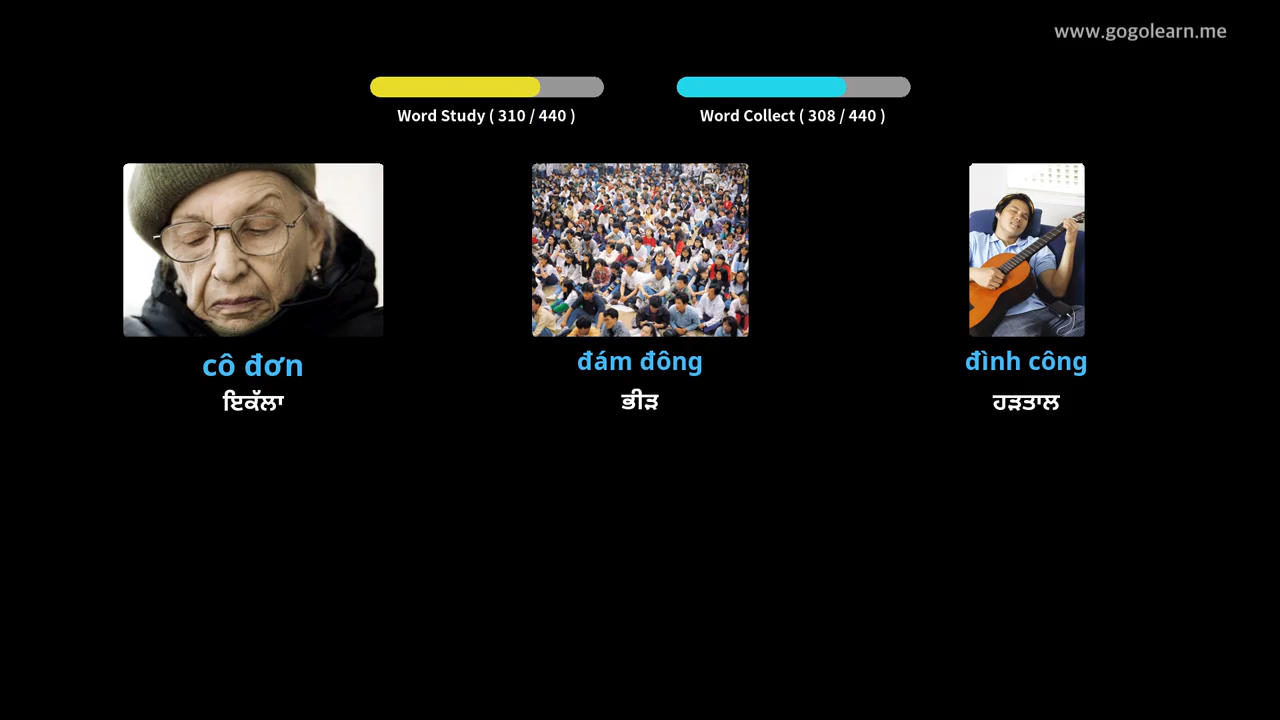 www.gogolearn.me
Word Study ( 310 / 440 )
Word Collect ( 308 / 440 )
cô đơn
đám đông
đình công
ਇਕੱਲਾ
ਭੀੜ
ਹੜਤਾਲ